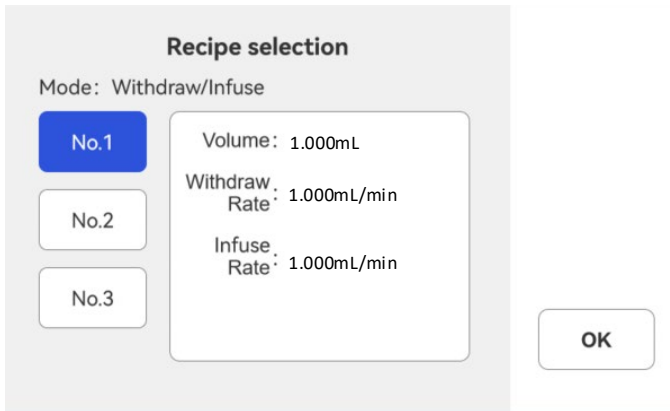 Recipe selection
Mode: Withdraw/Infuse
No.1
No.2
No.3
Volume: 1.000mL
Withdraw
Rate: 1.000mL/min
Infuse
Rate: 1.000mL/min
OK